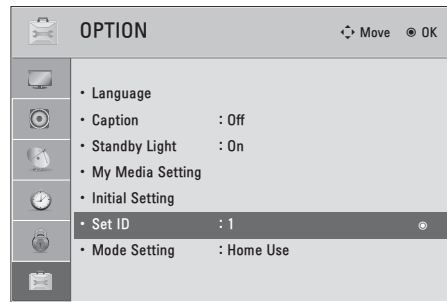 OPTION Move OK
• Language
• Caption : Off
• Standby Light : On
• My Media Setting
• Initial Setting
• Set ID : 1
• Mode Setting : Home Use